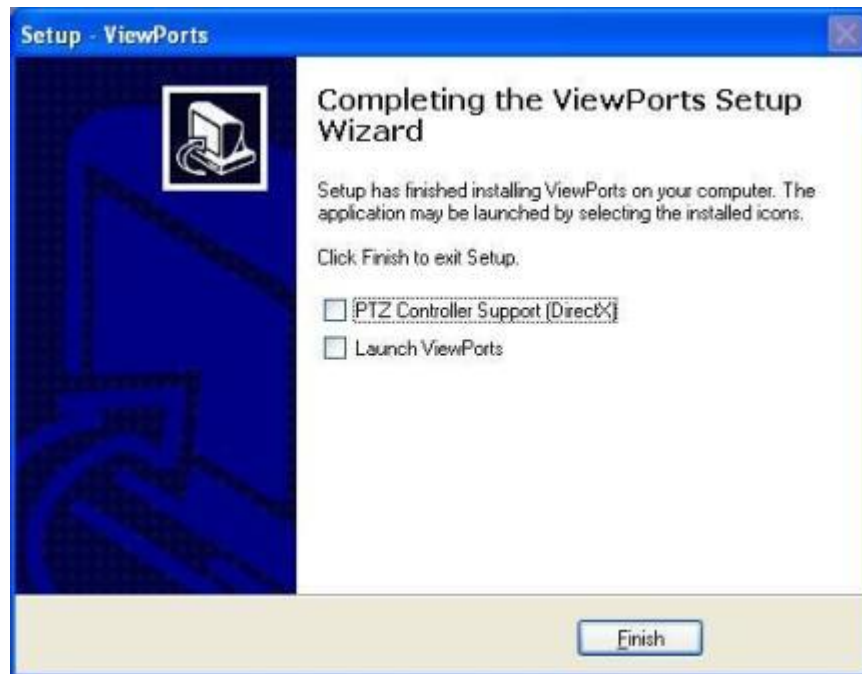 Setup - ViewPorts
Completing the ViewPorts Setup
Wizard
Setup has finished installing ViewPorts on your computer. The
application may be launched by selecting the installed icons.
Click Finish to exit Setup.
PTZ Controller Support (DirectX)
Launch ViewPorts
Finish